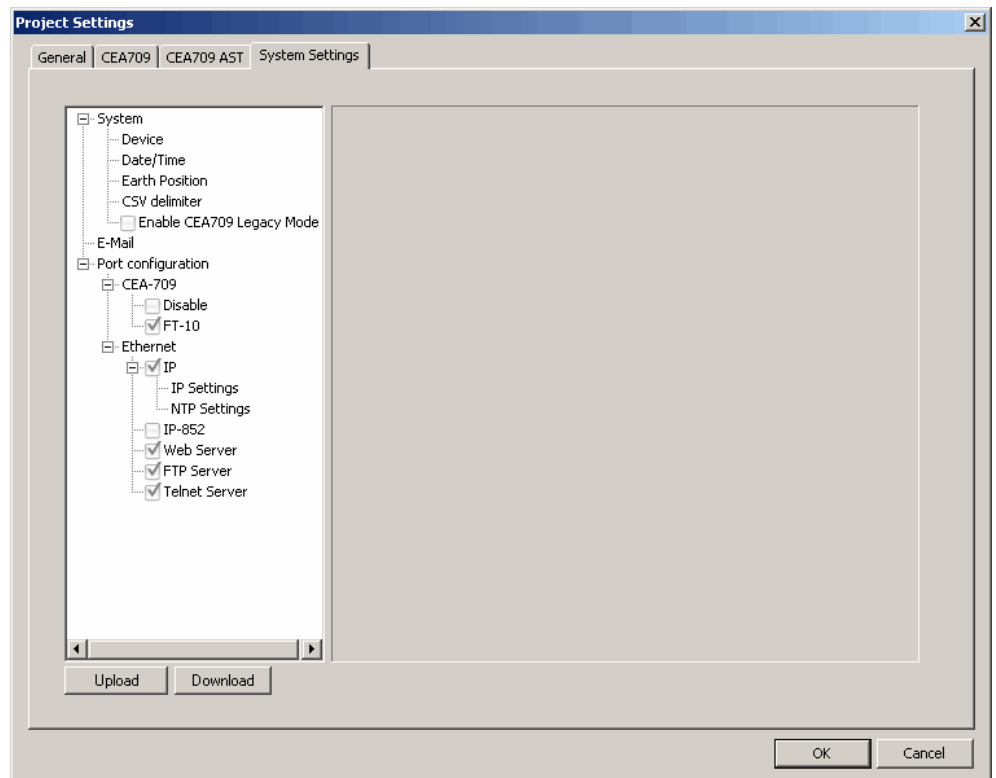 Project Settings
General CEA709 CEA709 AST System Settings
System
Device
Date/Time
Earth Position
CSV delimiter
Enable CEA709 Legacy Mode
E-Mail
Port configuration
CEA-709
Disable
FT-10
Ethernet
IP
IP Settings
NTP Settings
IP-852
Web Server
FTP Server
Telnet Server
Upload Download
OK Cancel